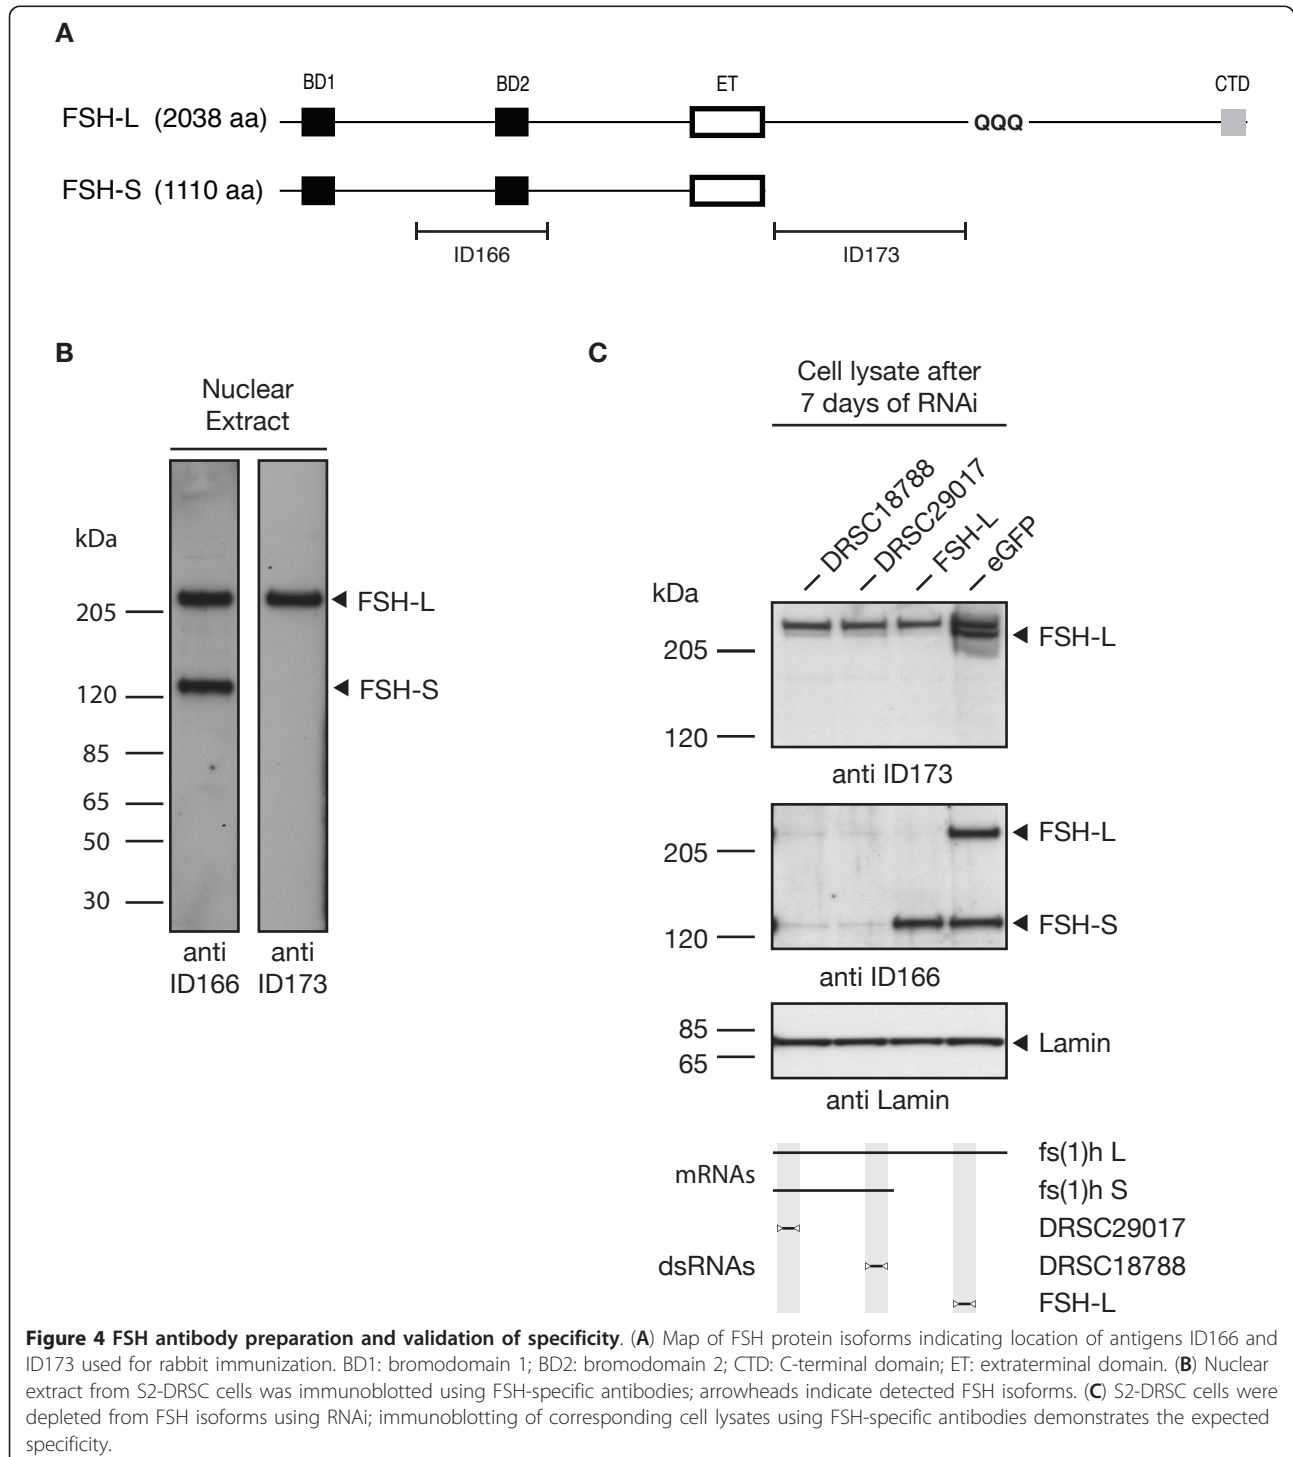 A
BD1 BD2 ET CTD
FSH-L (2038 aa) QQQ
FSH-S (1110 aa)
ID166 ID173
B
Nuclear
Extract
kDa
205
120
85
65
50
30
FSH-L
FSH-S
anti anti
ID166 ID173
C
Cell lysate after
7 days of RNAi
DRSC18788
DRSC29017
FSH-L
eGFP
kDa
205
120
FSH-L
anti ID173
205
120
FSH-L
FSH-S
anti ID166
85
65
Lamin
anti Lamin
mRNAs
fs(1)h L
fs(1)h S
dsRNAs
DRSC29017
DRSC18788
FSH-L
Figure 4 FSH antibody preparation and validation of specificity. (A) Map of FSH protein isoforms indicating location of antigens ID166 and
ID173 used for rabbit immunization. BD1: bromodomain 1; BD2: bromodomain 2; CTD: C-terminal domain; ET: extraterminal domain. (B) Nuclear
extract from S2-DRSC cells was immunoblotted using FSH-specific antibodies; arrowheads indicate detected FSH isoforms. (C) S2-DRSC cells were
depleted from FSH isoforms using RNAi; immunoblotting of corresponding cell lysates using FSH-specific antibodies demonstrates the expected
specificity.